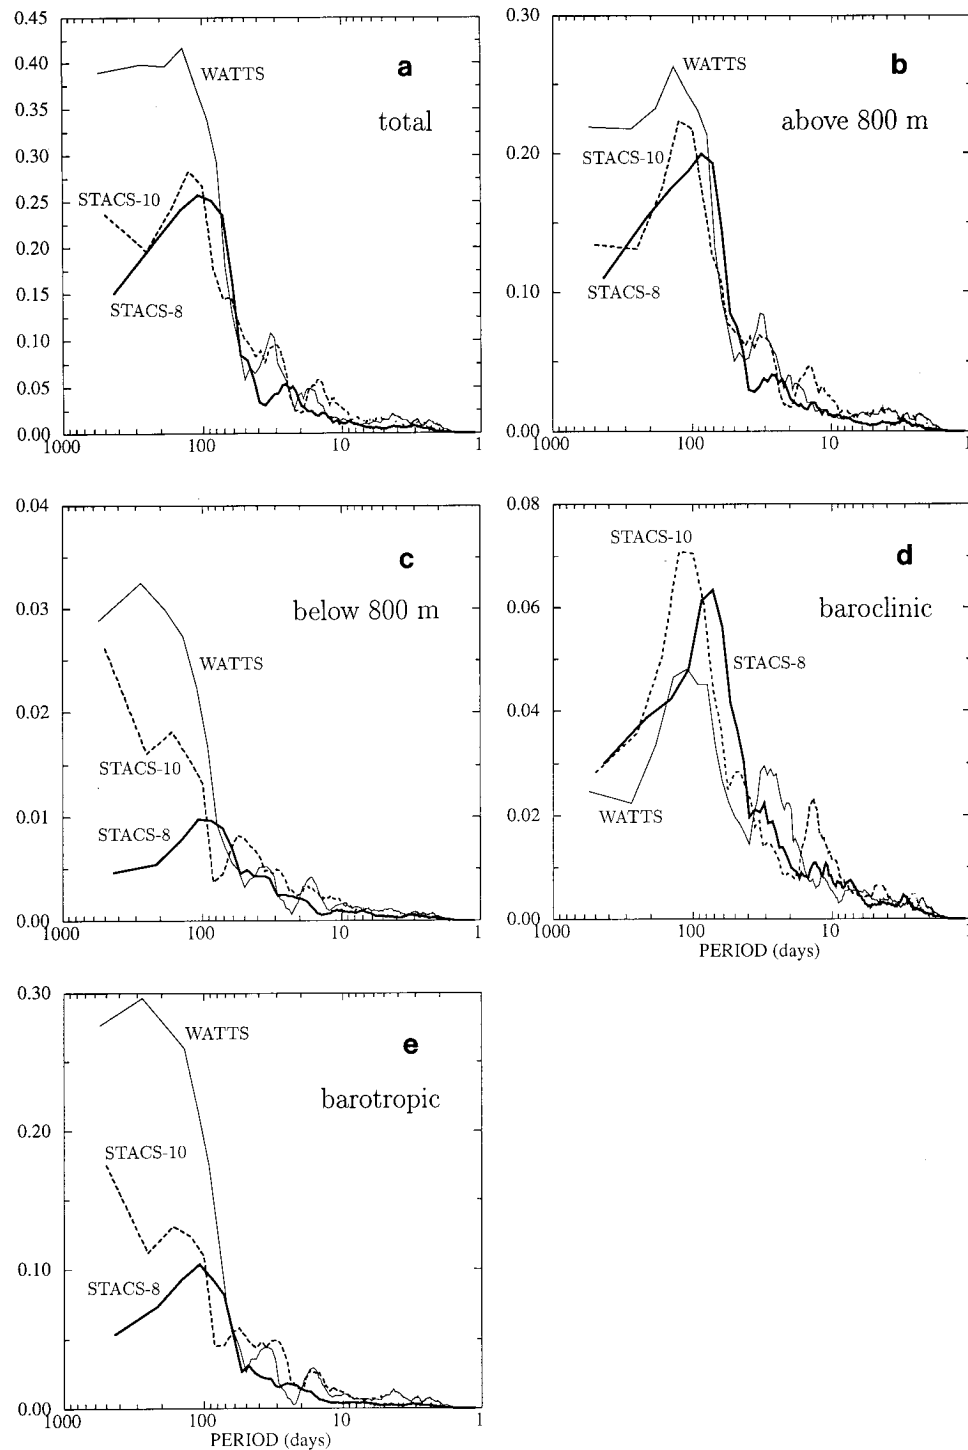 0.45
0.40
0.35
0.30
0.25
0.20
0.15
0.10
0.05
0.00
1000 100 10 1
a
total
WATTS
STACS-10
STACS-8
0.30
0.20
0.10
0.00
1000 100 10 1
b
above 800 m
WATTS
STACS-10
STACS-8
0.04
0.03
0.02
0.01
0.00
1000 100 10 1
c
below 800 m
WATTS
STACS-10
STACS-8
0.08
0.06
0.04
0.02
0.00
1000 100 10 1
PERIOD (days)
d
baroclinic
STACS-10
STACS-8
WATTS
0.30
0.20
0.10
0.00
1000 100 10 1
PERIOD (days)
e
barotropic
WATTS
STACS-10
STACS-8